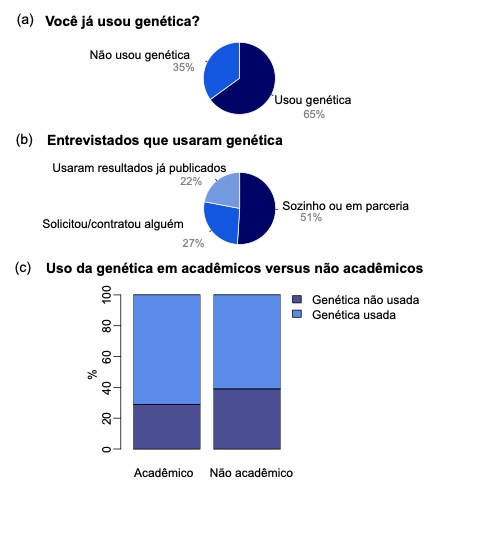 (a) Você já usou genética?
Não usou genética
35%
Usou genética
65%
(b) Entrevistados que usaram genética
Usaram resultados já publicados
22%
Sozinho ou em parceria
51%
Solicitou/contratou alguém
27%
(c) Uso da genética em acadêmicos versus não acadêmicos
Genética não usada
Genética usada
100
80
60
40
20
0
%
Acadêmico Não acadêmico